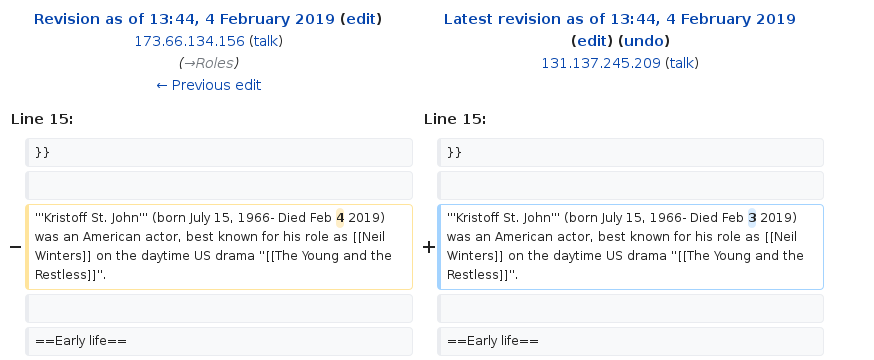 Revision as of 13:44, 4 February 2019 (edit)
173.66.134.156 (talk)
(→Roles)
← Previous edit
Latest revision as of 13:44, 4 February 2019
(edit) (undo)
131.137.245.209 (talk)
Line 15:
Line 15:
}}
}}
− '''Kristoff St. John''' (born July 15, 1966- Died Feb 4 2019)
was an American actor, best known for his role as [[Neil
Winters]] on the daytime US drama ''[[The Young and the
Restless]]''.
+ '''Kristoff St. John''' (born July 15, 1966- Died Feb 3 2019)
was an American actor, best known for his role as [[Neil
Winters]] on the daytime US drama ''[[The Young and the
Restless]]''.
==Early life==
==Early life==